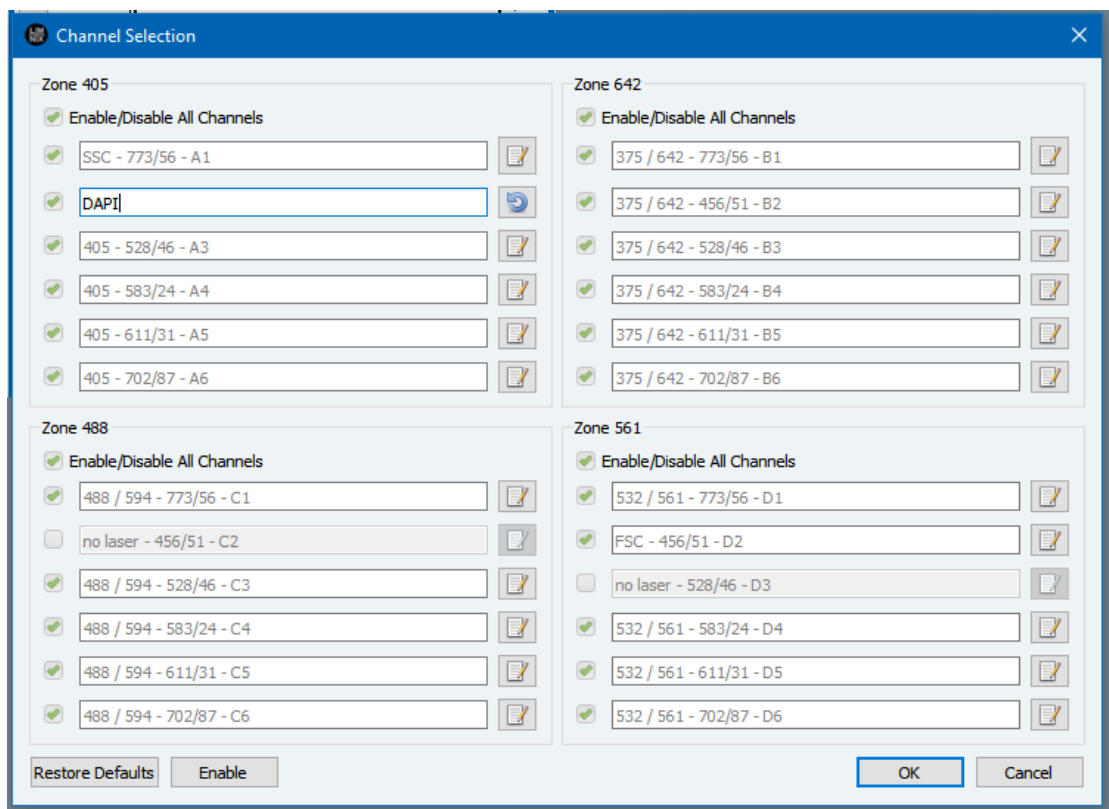 Channel Selection
Zone 405
Enable/Disable All Channels
SSC - 773/56 - A1
DAPI
405 - 528/46 - A3
405 - 583/24 - A4
405 - 611/31 - A5
405 - 702/87 - A6
Zone 642
Enable/Disable All Channels
375 / 642 - 773/56 - B1
375 / 642 - 456/51 - B2
375 / 642 - 528/46 - B3
375 / 642 - 583/24 - B4
375 / 642 - 611/31 - B5
375 / 642 - 702/87 - B6
Zone 488
Enable/Disable All Channels
488 / 594 - 773/56 - C1
no laser - 456/51 - C2
488 / 594 - 528/46 - C3
488 / 594 - 583/24 - C4
488 / 594 - 611/31 - C5
488 / 594 - 702/87 - C6
Zone 561
Enable/Disable All Channels
532 / 561 - 773/56 - D1
FSC - 456/51 - D2
no laser - 528/46 - D3
532 / 561 - 583/24 - D4
532 / 561 - 611/31 - D5
532 / 561 - 702/87 - D6
Restore Defaults
Enable
OK
Cancel